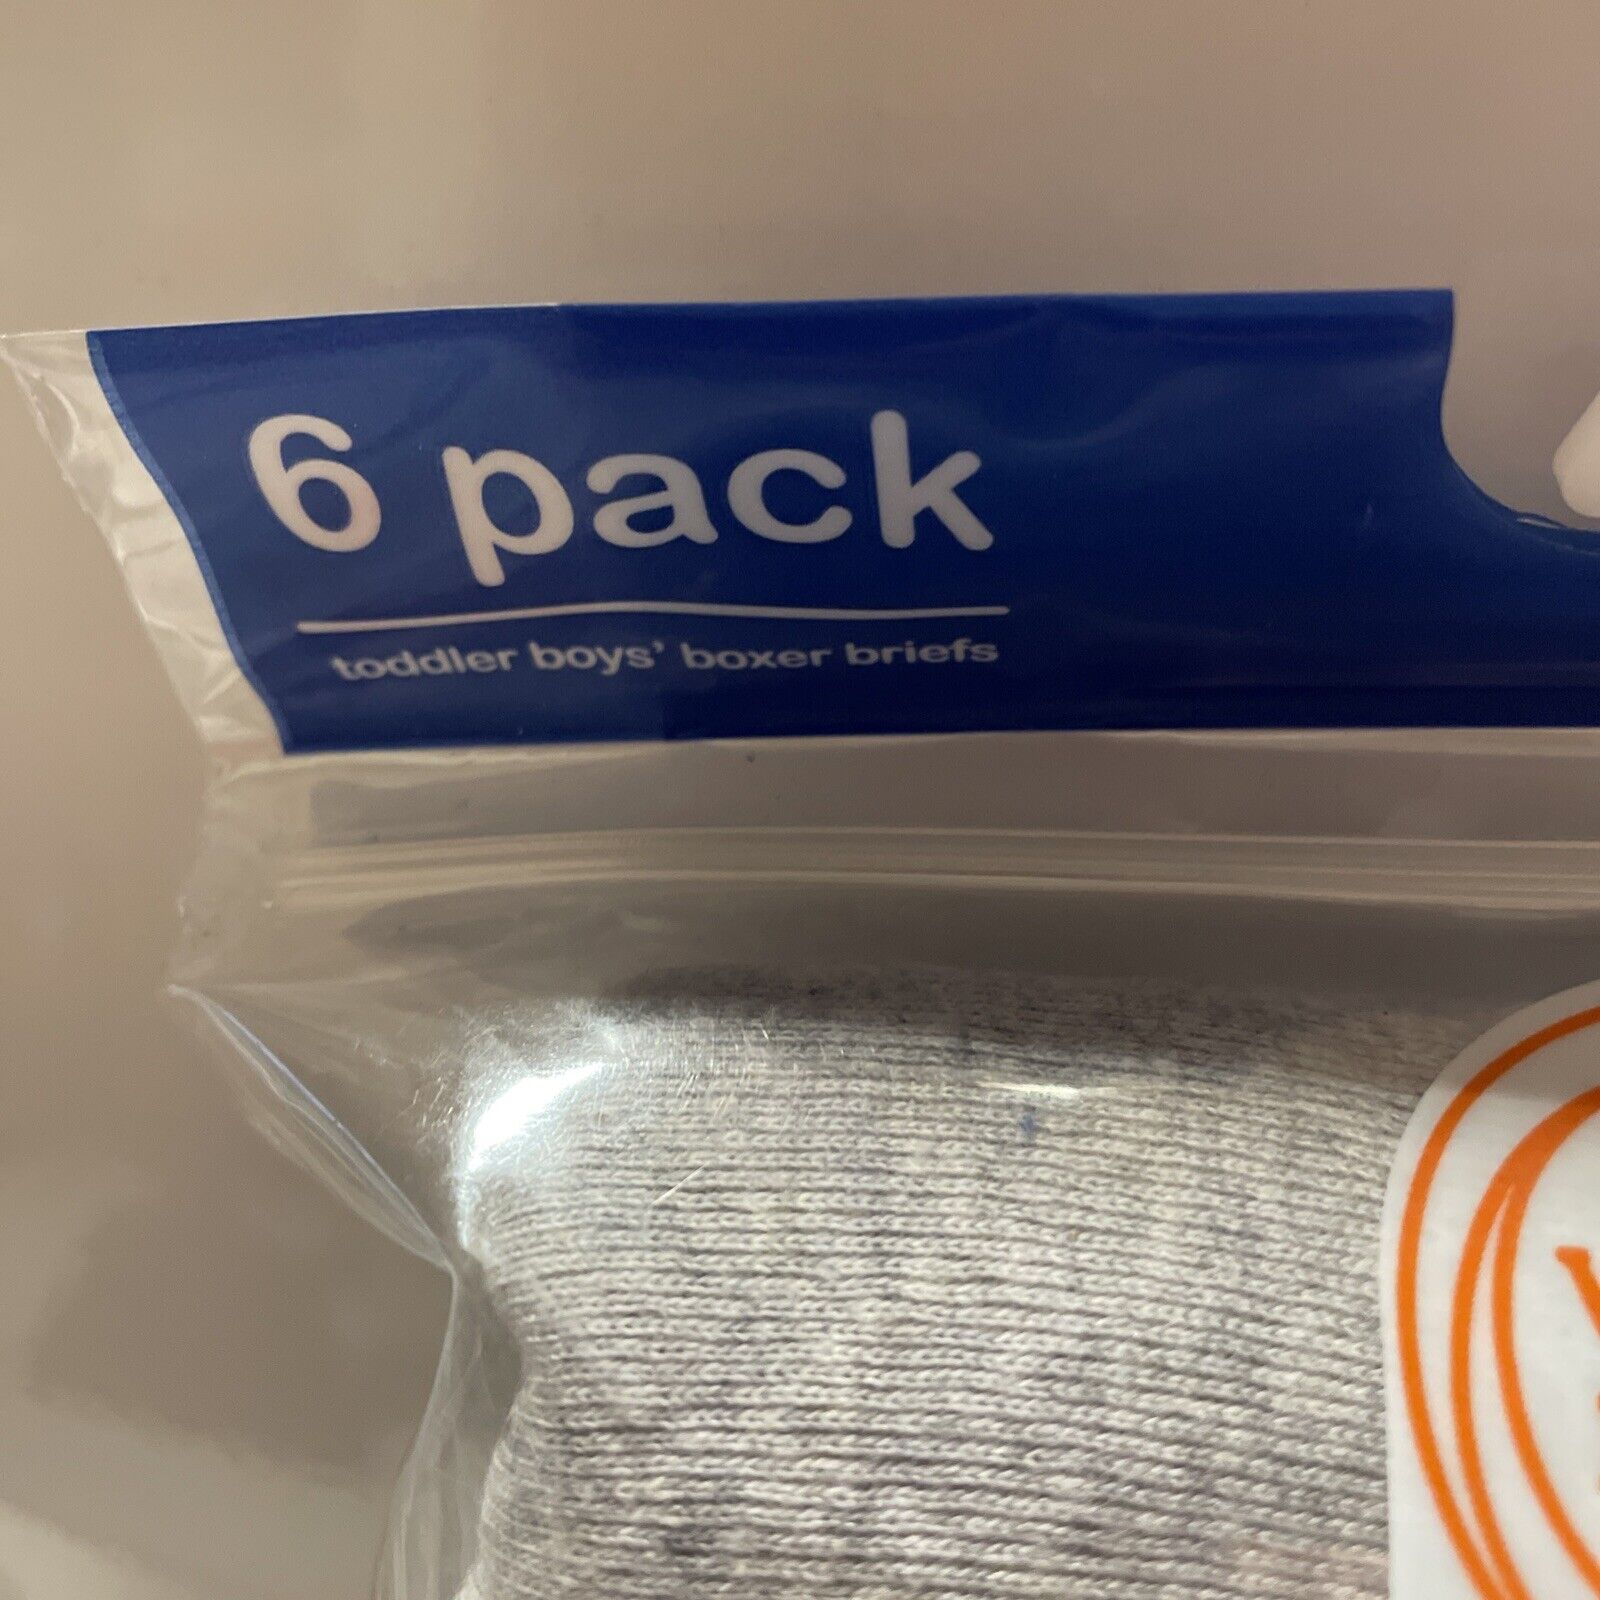 6 pack
toddler boys' boxer briefs